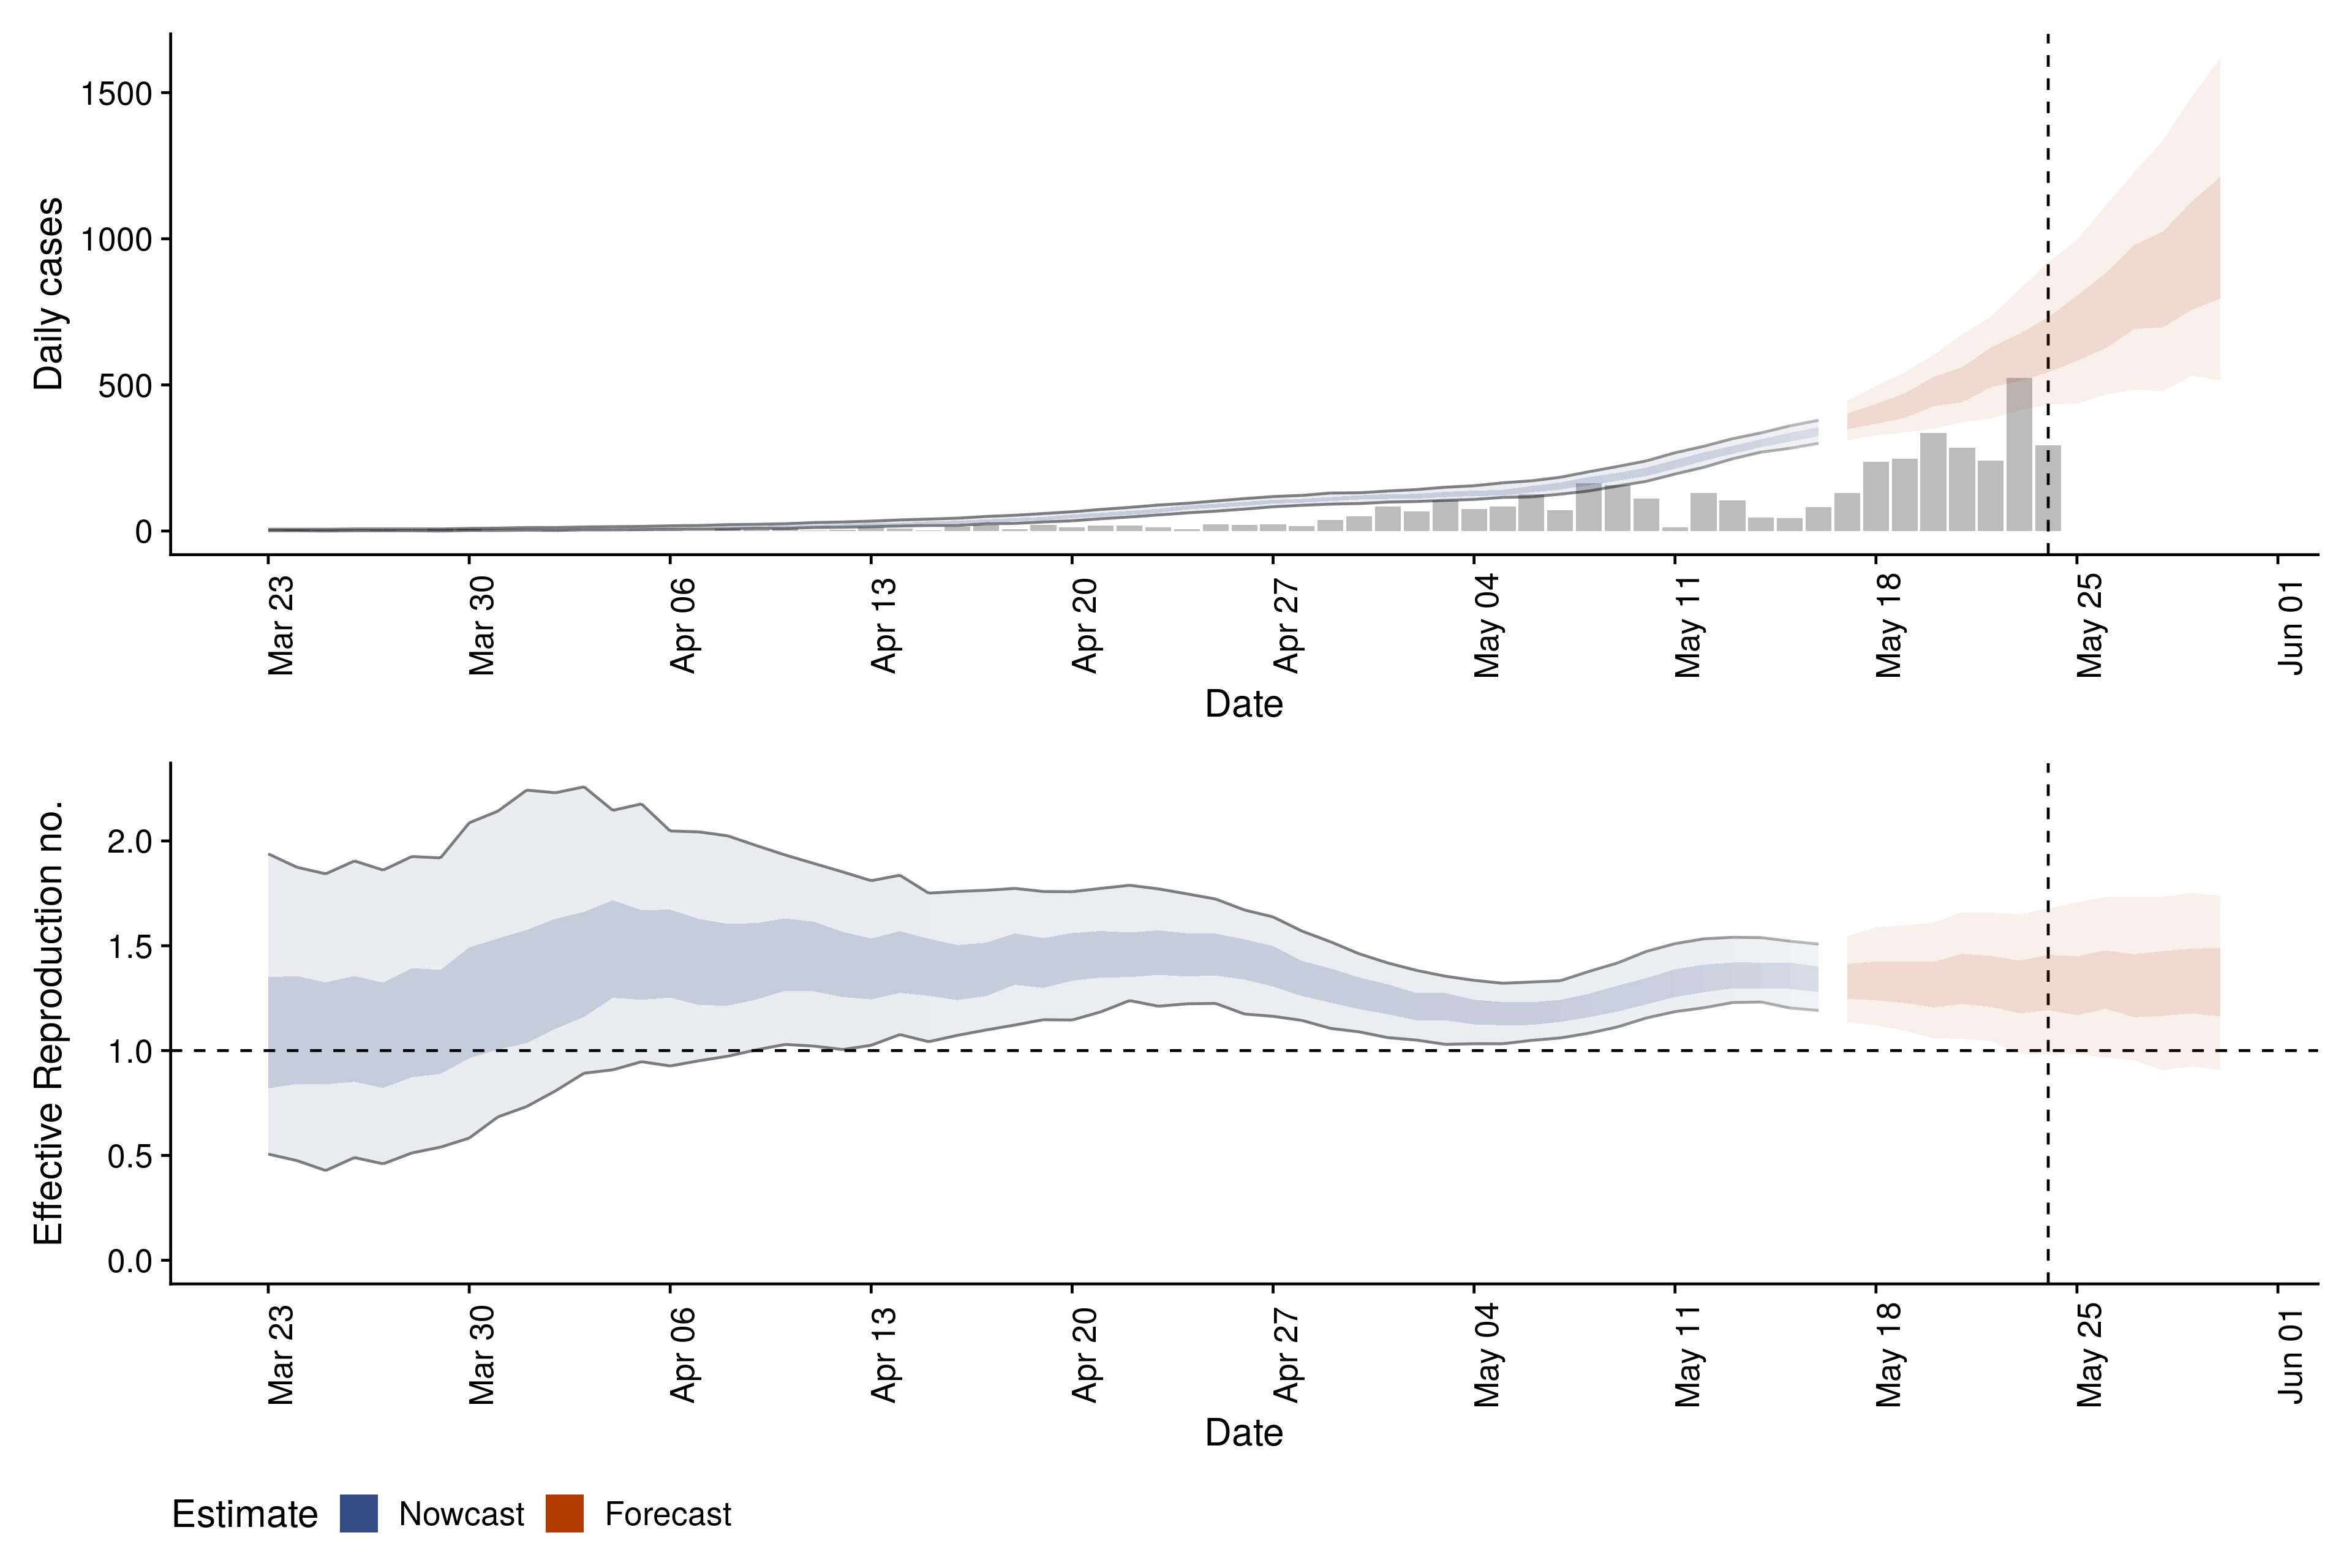 Daily cases
1500
1000
500
0
Mar 23
Mar 30
Apr 06
Apr 13
Apr 20
Apr 27
May 04
May 11
May 18
May 25
Jun 01
Date
Effective Reproduction no.
2.0
1.5
1.0
0.5
0.0
Mar 23
Mar 30
Apr 06
Apr 13
Apr 20
Apr 27
May 04
May 11
May 18
May 25
Jun 01
Date
Estimate Nowcast Forecast